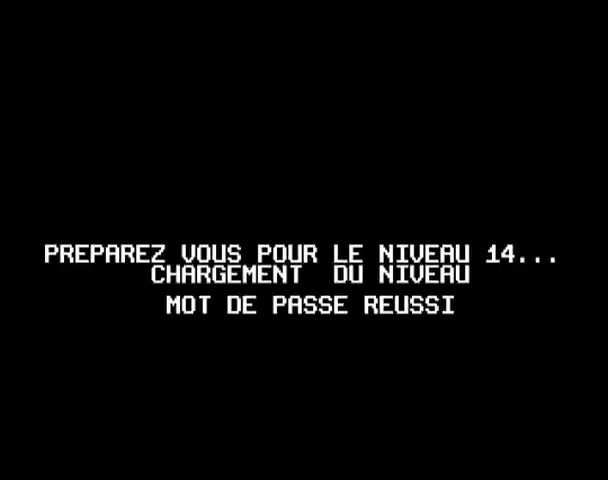 PREPAREZ VOUS POUR LE NIVEAU 14...
CHARGEMENT  DU NIVEAU
MOT DE PASSE REUSSI